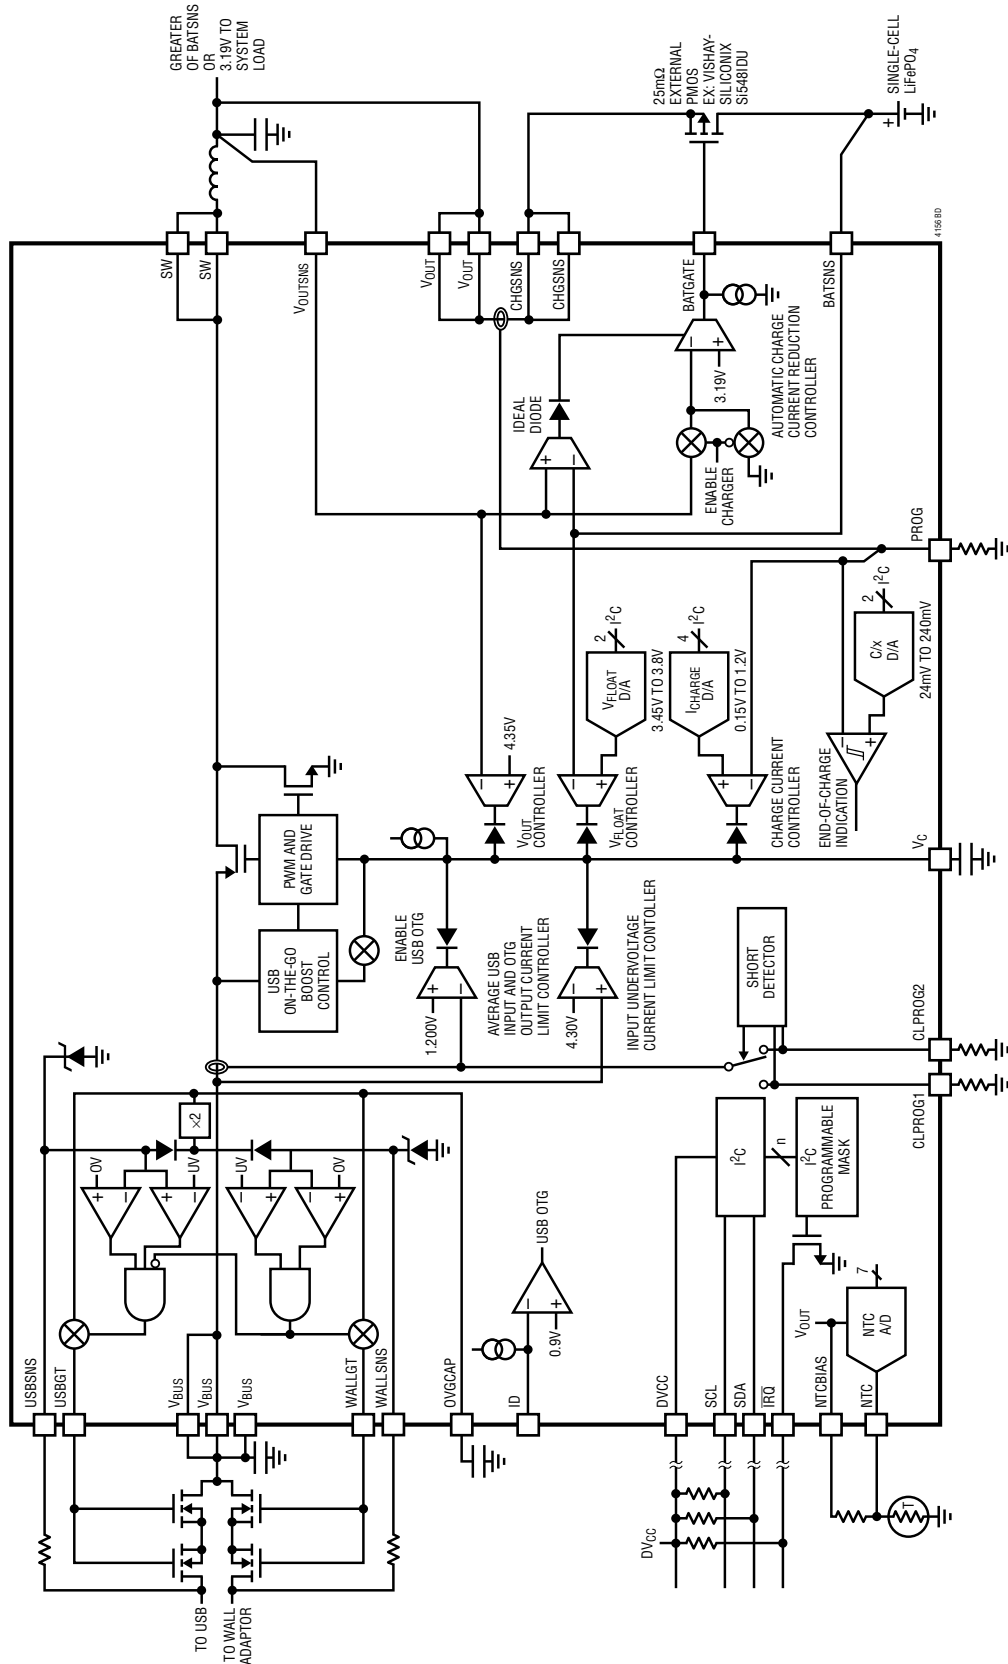 TO USB
TO WALL
ADAPTOR
USBSNS
USBGT
VBUS
VBUS
VBUS
WALLGT
WALLSNS
OVGCAP
ID
DVCC
SCL
SDA
IRQ
NTCBIAS
NTC
DVCC
T
OV
+
–
+
–
UV
×2
UV
–
+
–
+
OV
–
+
0.9V
USB OTG
I2C
n
I2C
PROGRAMMABLE
MASK
VOUT
NTC
A/D
7
CLPROG1
CLPROG2
SHORT
DETECTOR
USB
ON-THE-GO
BOOST
CONTROL
PWM AND
GATE DRIVE
ENABLE
USB OTG
1.200V
+
–
AVERAGE USB
INPUT AND OTG
OUTPUT CURRENT
LIMIT CONTROLLER
4.30V
–
+
INPUT UNDERVOLTAGE
CURRENT LIMIT CONTOLLER
VC
–
+
4.35V
VOUT
CONTROLLER
–
+
VFLOAT
CONTROLLER
VFLOAT
D/A
2
I2C
3.45V TO 3.8V
ICHARGE
D/A
4
I2C
0.15V TO 1.2V
+
–
CHARGE CURRENT
CONTROLLER
END-OF-CHARGE
INDICATION
–
+
C/x
D/A
2
I2C
24mV TO 240mV
PROG
IDEAL
DIODE
+
–
ENABLE
CHARGER
–
+
3.19V
AUTOMATIC CHARGE
CURRENT REDUCTION
CONTROLLER
SW
SW
VOUTSNS
VOUT
VOUT
CHGSNS
CHGSNS
BATGATE
BATSNS
GREATER
OF BATSNS
OR
3.19V TO
SYSTEM
LOAD
25mΩ
EXTERNAL
PMOS
EX: VISHAY-
SILICONIX
Si5481DU
+
SINGLE-CELL
LiFePO4
4156 BD